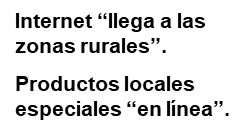 Internet “llega a las
zonas rurales”.
Productos locales
especiales “en línea”.